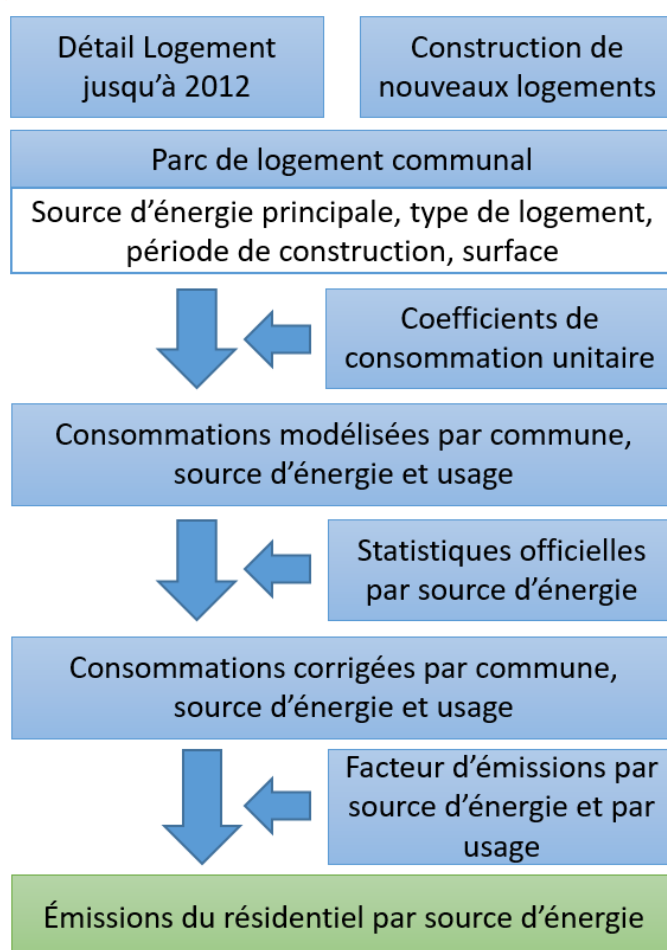 Détail Logement
jusqu’à 2012
Construction de
nouveaux logements
Parc de logement communal
Source d’énergie principale, type de logement,
période de construction, surface
Coefficients de
consommation unitaire
Consommations modélisées par commune,
source d’énergie et usage
Statistiques officielles
par source d’énergie
Consommations corrigées par commune,
source d’énergie et usage
Facteur d’émissions par
source d’énergie et par
usage
Émissions du résidentiel par source d’énergie